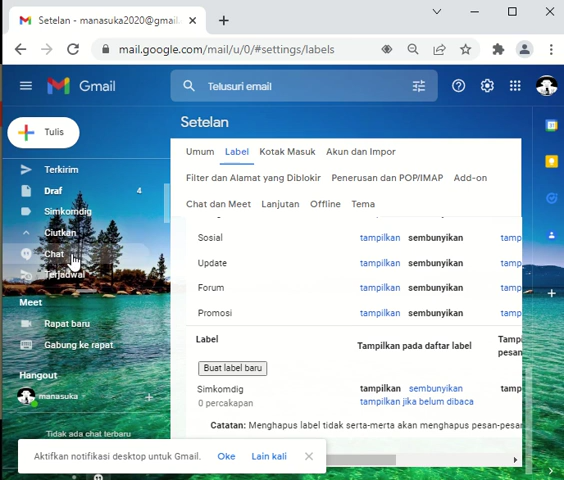 Setelan - manasuka2020@gmail.
mail.google.com/mail/u/0/#settings/labels
Gmail
Telusuri email
Tulis
Setelan
Umum Label Kotak Masuk Akun dan Impor
Filter dan Alamat yang Diblokir Penerusan dan POP/IMAP Add-on
Chat dan Meet Lanjutan Offline Tema
Terkirim
Draf 4
Simkomdig
Ciutkan
Chat
Terjadwal
Meet
Rapat baru
Gabung ke rapat
Hangout
manasuka
Tidak ada chat terbaru
Sosial tampilkan sembunyikan tamp
Update tampilkan sembunyikan
Forum tampilkan sembunyikan
Promosi tampilkan sembunyikan tamp
Label Tampilkan pada daftar label Tampi
pesan
Buat label baru
Simkomdig tampilkan sembunyikan tamp
0 percakapan tampilkan jika belum dibaca
Catatan: Menghapus label tidak serta-merta akan menghapus pesan-pesan
Aktifkan notifikasi desktop untuk Gmail. Oke Lain kali